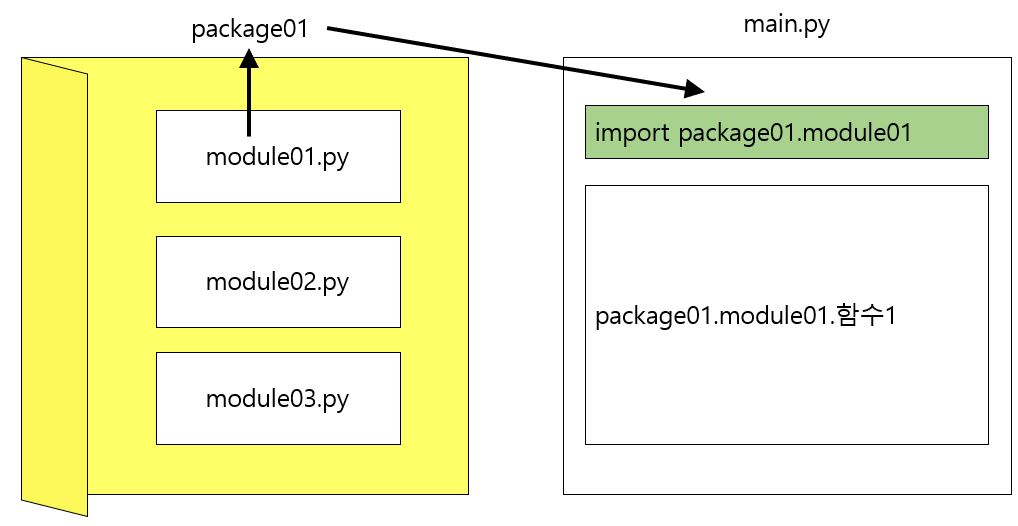 package01
module01.py
module02.py
module03.py
main.py
import package01.module01
package01.module01.함수1